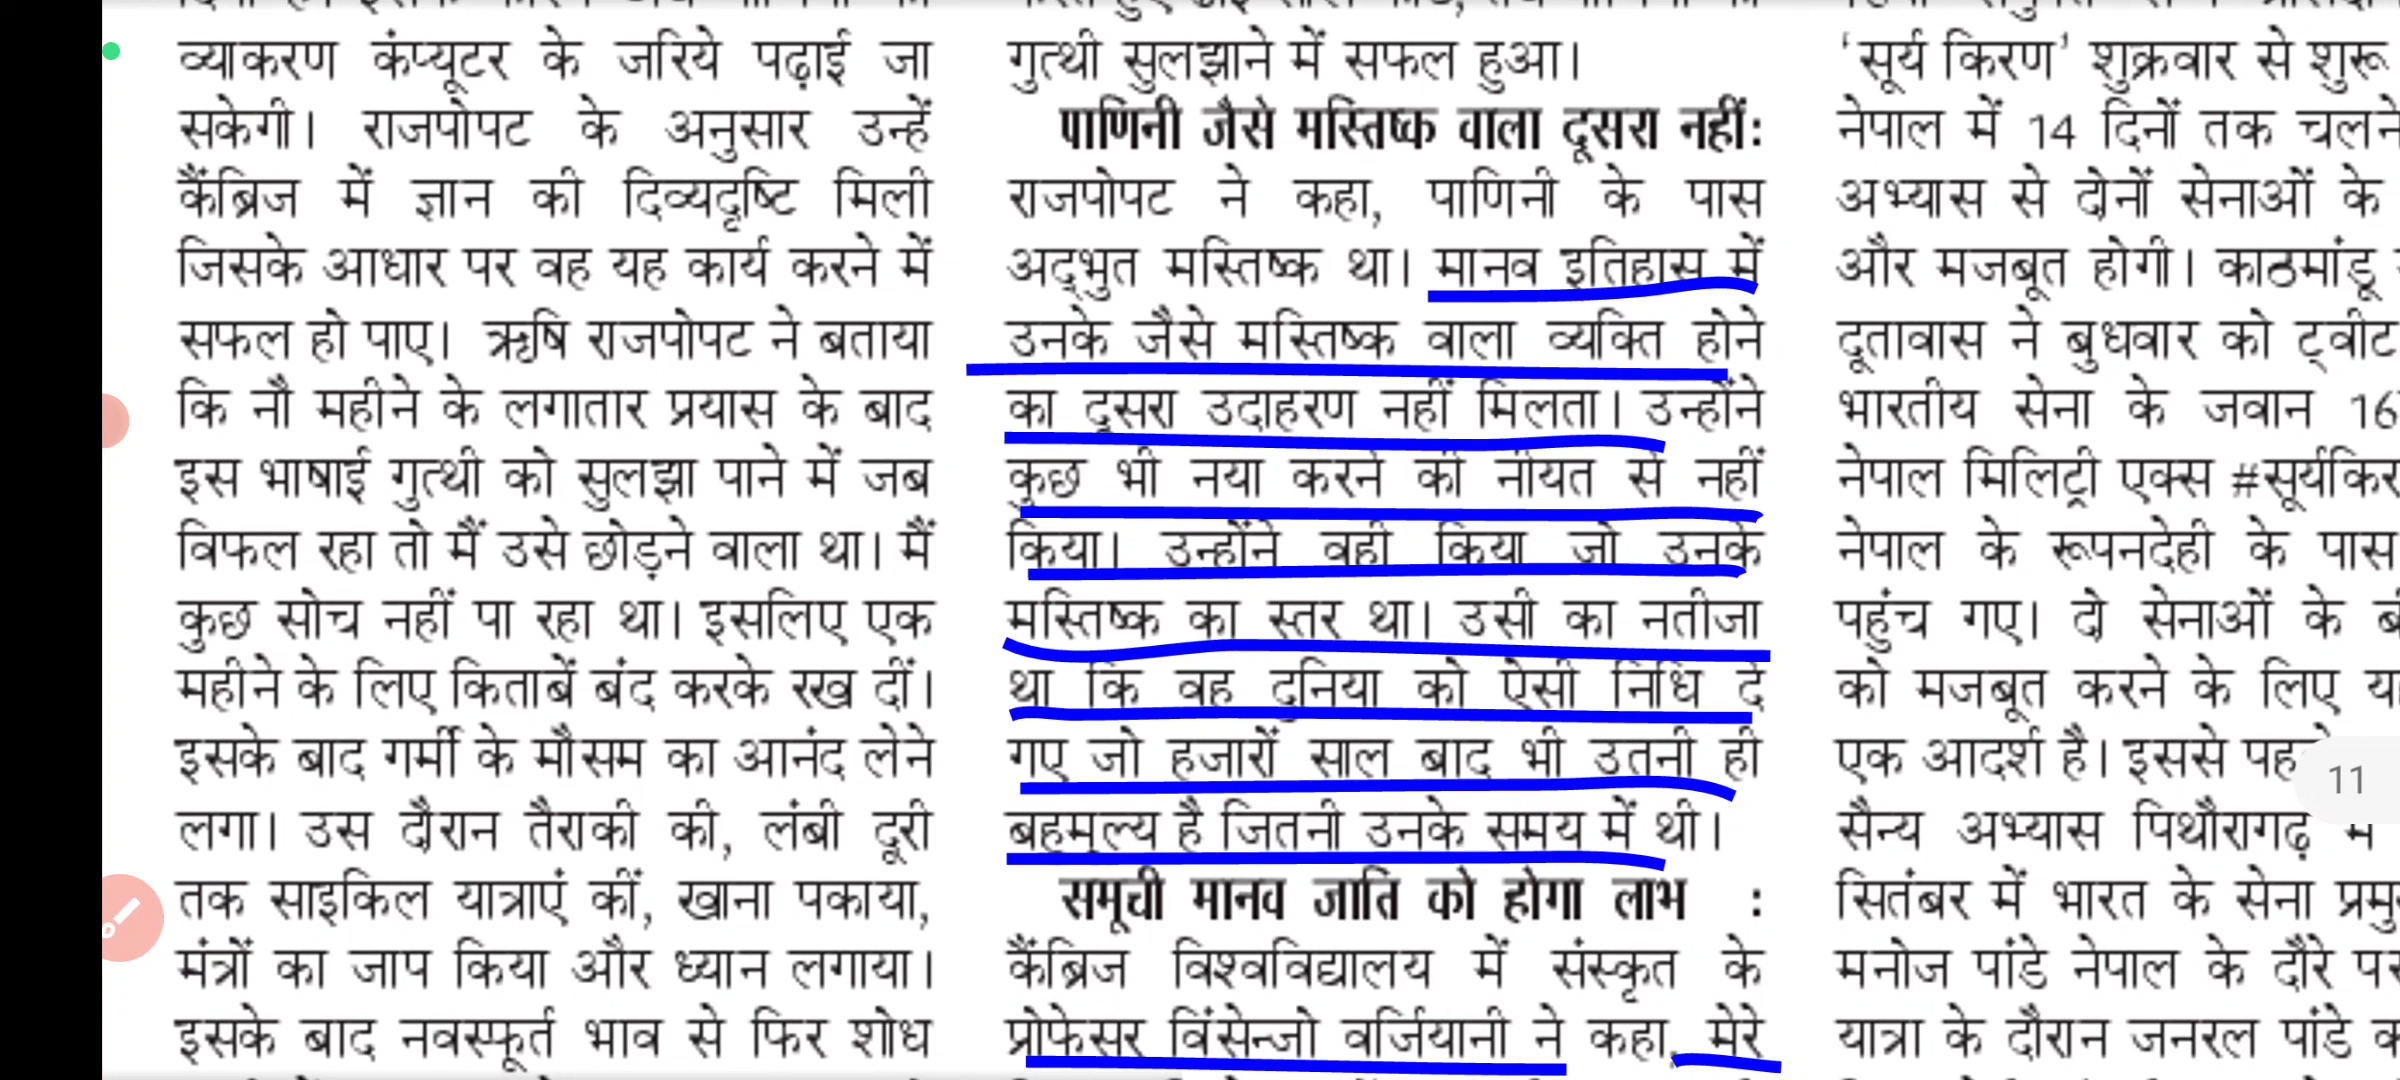 व्याकरण कंप्यूटर के जरिये पढ़ाई जा
सकेगी। राजपोपट के अनुसार उन्हें
कैंब्रिज में ज्ञान की दिव्यदृष्टि मिली
जिसके आधार पर वह यह कार्य करने में
सफल हो पाए। ऋषि राजपोपट ने बताया
कि नौ महीने के लगातार प्रयास के बाद
इस भाषाई गुत्थी को सुलझा पाने में जब
विफल रहा तो मैं उसे छोड़ने वाला था। मैं
कुछ सोच नहीं पा रहा था। इसलिए एक
महीने के लिए किताबें बंद करके रख दीं।
इसके बाद गर्मी के मौसम का आनंद लेने
लगा। उस दौरान तैराकी की, लंबी दूरी
तक साइकिल यात्राएं कीं, खाना पकाया,
मंत्रों का जाप किया और ध्यान लगाया।
इसके बाद नवस्फूर्त भाव से फिर शोध
गुत्थी सुलझाने में सफल हुआ।
पाणिनी जैसे मस्तिष्क वाला दूसरा नहीं:
राजपोपट ने कहा, पाणिनी के पास
अद्भुत मस्तिष्क था। मानव इतिहास में
उनके जैसे मस्तिष्क वाला व्यक्ति होने
का दूसरा उदाहरण नहीं मिलता। उन्होंने
कुछ भी नया करने की नीयत से नहीं
किया। उन्होंने वही किया जो उनके
मस्तिष्क का स्तर था। उसी का नतीजा
था कि वह दुनिया को ऐसी निधि दे
गए जो हजारों साल बाद भी उतनी ही
बहुमूल्य है जितनी उनके समय में थी।
समूची मानव जाति को होगा लाभ :
कैंब्रिज विश्वविद्यालय में संस्कृत के
प्रोफेसर विंसेन्जो वर्जियानी ने कहा, मेरे
'सूर्य किरण' शुक्रवार से शुरू
नेपाल में 14 दिनों तक चलने
अभ्यास से दोनों सेनाओं के
और मजबूत होगी। काठमांडू
दूतावास ने बुधवार को ट्वीट
भारतीय सेना के जवान 16
नेपाल मिलिट्री एक्स #सूर्यकिर
नेपाल के रूपनदेही के पास
पहुंच गए। दो सेनाओं के
को मजबूत करने के लिए
एक आदर्श है। इससे
सैन्य अभ्यास पिथौरागढ़ में
सितंबर में भारत के सेना
मनोज पांडे नेपाल के दौरे
यात्रा के दौरान जनरल पांडे
11